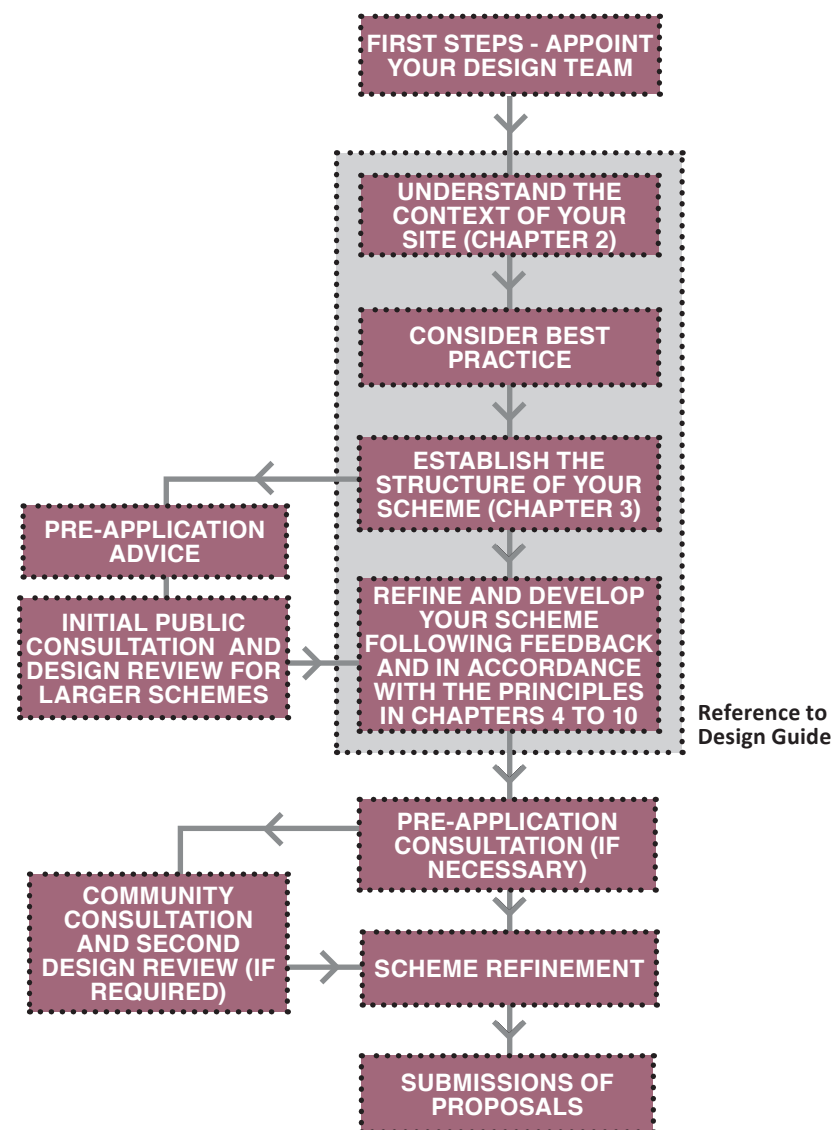 FIRST STEPS - APPOINT
YOUR DESIGN TEAM
UNDERSTAND THE
CONTEXT OF YOUR
SITE (CHAPTER 2)
CONSIDER BEST
PRACTICE
ESTABLISH THE
STRUCTURE OF YOUR
SCHEME (CHAPTER 3)
PRE-APPLICATION
ADVICE
INITIAL PUBLIC
CONSULTATION AND
DESIGN REVIEW FOR
LARGER SCHEMES
REFINE AND DEVELOP
YOUR SCHEME
FOLLOWING FEEDBACK
AND IN ACCORDANCE
WITH THE PRINCIPLES
IN CHAPTERS 4 TO 10
Reference to
Design Guide
PRE-APPLICATION
CONSULTATION (IF
NECESSARY)
COMMUNITY
CONSULTATION
AND SECOND
DESIGN REVIEW (IF
REQUIRED)
SCHEME REFINEMENT
SUBMISSIONS OF
PROPOSALS